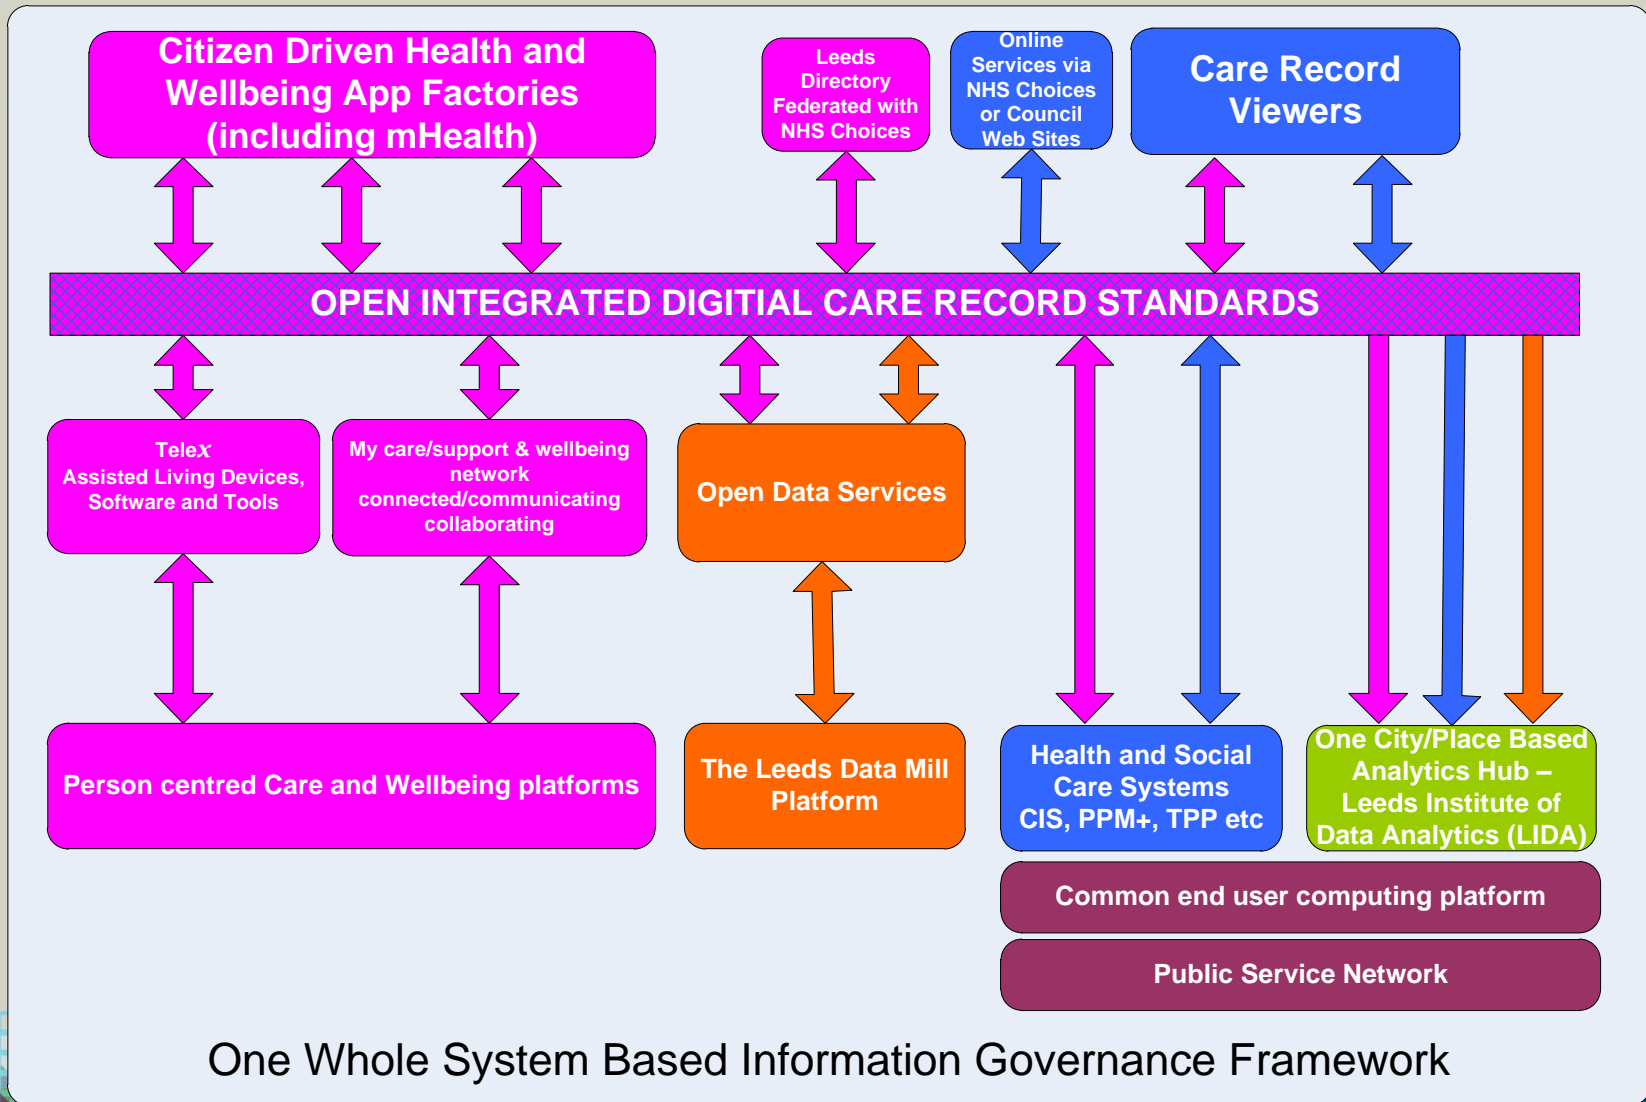 Citizen Driven Health and
Wellbeing App Factories
(including mHealth)
Leeds
Directory
Federated with
NHS Choices
Online
Services via
NHS Choices
or Council
Web Sites
Care Record
Viewers
OPEN INTEGRATED DIGITIAL CARE RECORD STANDARDS
Telex
Assisted Living Devices,
Software and Tools
My care/support & wellbeing
network
connected/communicating
collaborating
Open Data Services
Person centred Care and Wellbeing platforms
The Leeds Data Mill
Platform
Health and Social
Care Systems
CIS, PPM+, TPP etc
One City/Place Based
Analytics Hub –
Leeds Institute of
Data Analytics (LIDA)
Common end user computing platform
Public Service Network
One Whole System Based Information Governance Framework